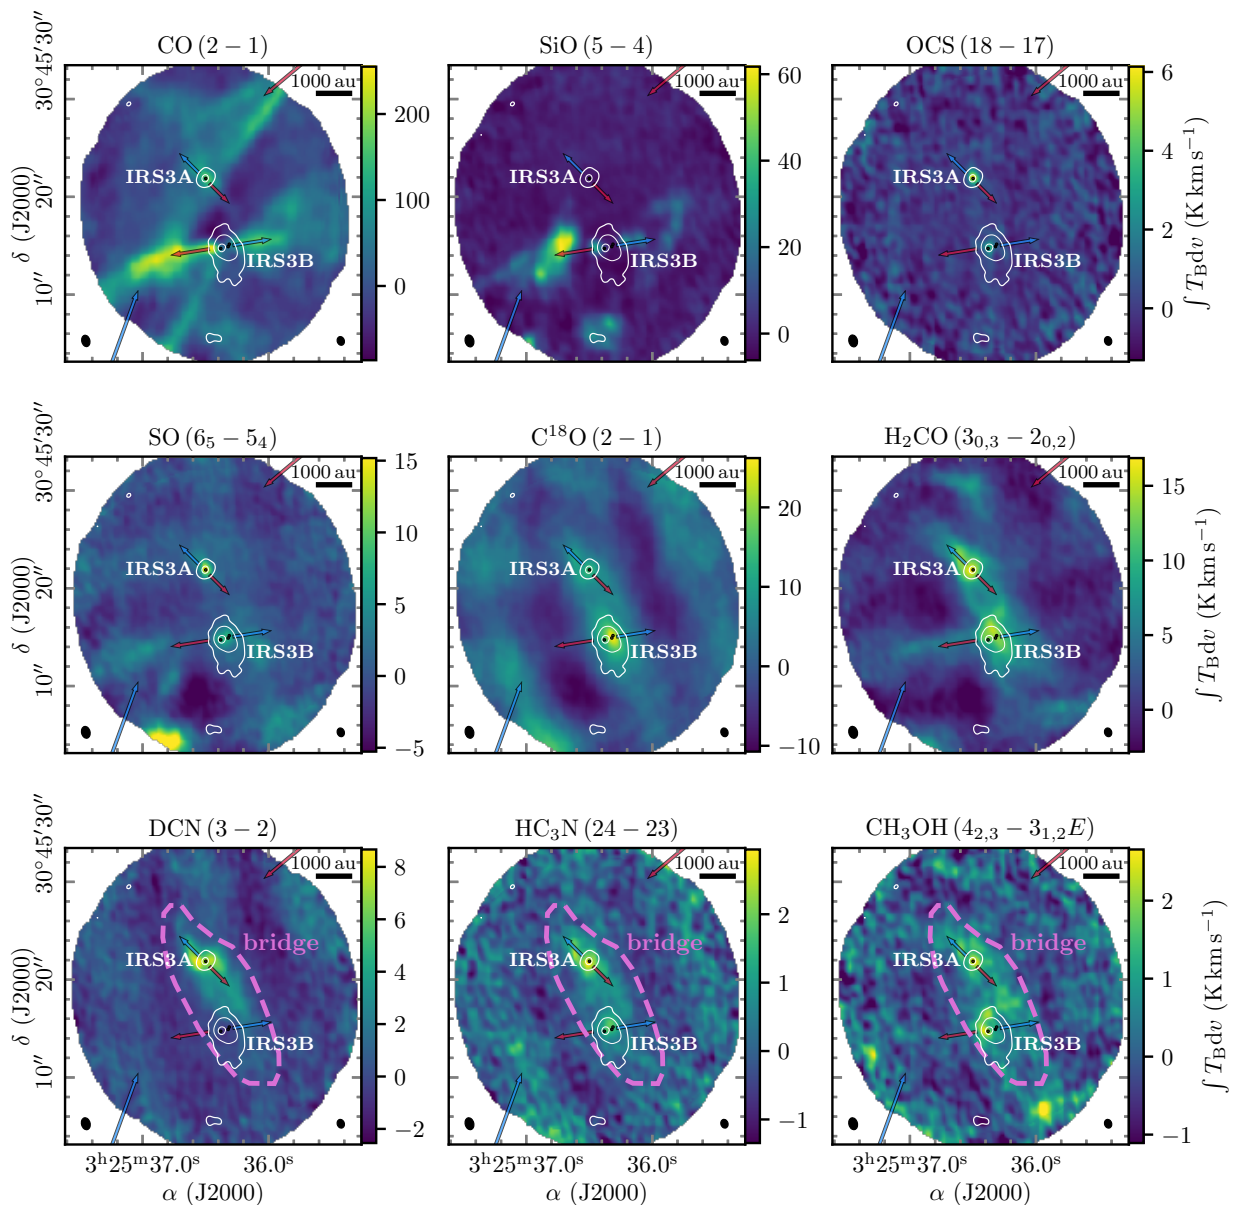 CO (2 − 1)
SiO (5 − 4)
OCS (18 − 17)
30°45′30″
20″
10″
δ (J2000)
1000 au
IRS3A
IRS3B
200
100
0
1000 au
IRS3A
IRS3B
60
40
20
0
1000 au
IRS3A
IRS3B
6
4
2
0
∫ T_B dv (K km s⁻¹)
SO (6₅ − 5₄)
C¹⁸O (2 − 1)
H₂CO (3₀,₃ − 2₀,₂)
30°45′30″
20″
10″
δ (J2000)
1000 au
IRS3A
IRS3B
15
10
5
0
−5
1000 au
IRS3A
IRS3B
20
10
0
−10
1000 au
IRS3A
IRS3B
15
10
5
0
∫ T_B dv (K km s⁻¹)
DCN (3 − 2)
HC₃N (24 − 23)
CH₃OH (4₂,₃ − 3₁,₂E)
30°45′30″
20″
10″
δ (J2000)
1000 au
bridge
IRS3A
IRS3B
8
6
4
2
0
−2
1000 au
bridge
IRS3A
IRS3B
2
1
0
−1
1000 au
bridge
IRS3A
IRS3B
2
1
0
−1
∫ T_B dv (K km s⁻¹)
3ʰ25ᵐ37.0ˢ 36.0ˢ
α (J2000)
3ʰ25ᵐ37.0ˢ 36.0ˢ
α (J2000)
3ʰ25ᵐ37.0ˢ 36.0ˢ
α (J2000)